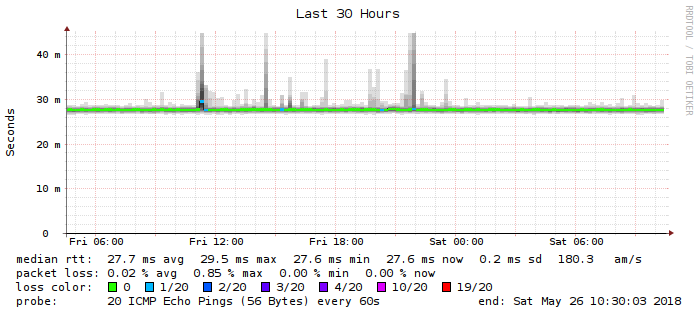 Last 30 Hours
RRDTOOL / TOBI OETIKER
Seconds
40 m
30 m
20 m
10 m
0
Fri 06:00 Fri 12:00 Fri 18:00 Sat 00:00 Sat 06:00
median rtt: 27.7 ms avg 29.5 ms max 27.6 ms min 27.6 ms now 0.2 ms sd 180.3 am/s
packet loss: 0.02 % avg 0.85 % max 0.00 % min 0.00 % now
loss color: 0 1/20 2/20 3/20 4/20 10/20 19/20
probe: 20 ICMP Echo Pings (56 Bytes) every 60s end: Sat May 26 10:30:03 2018